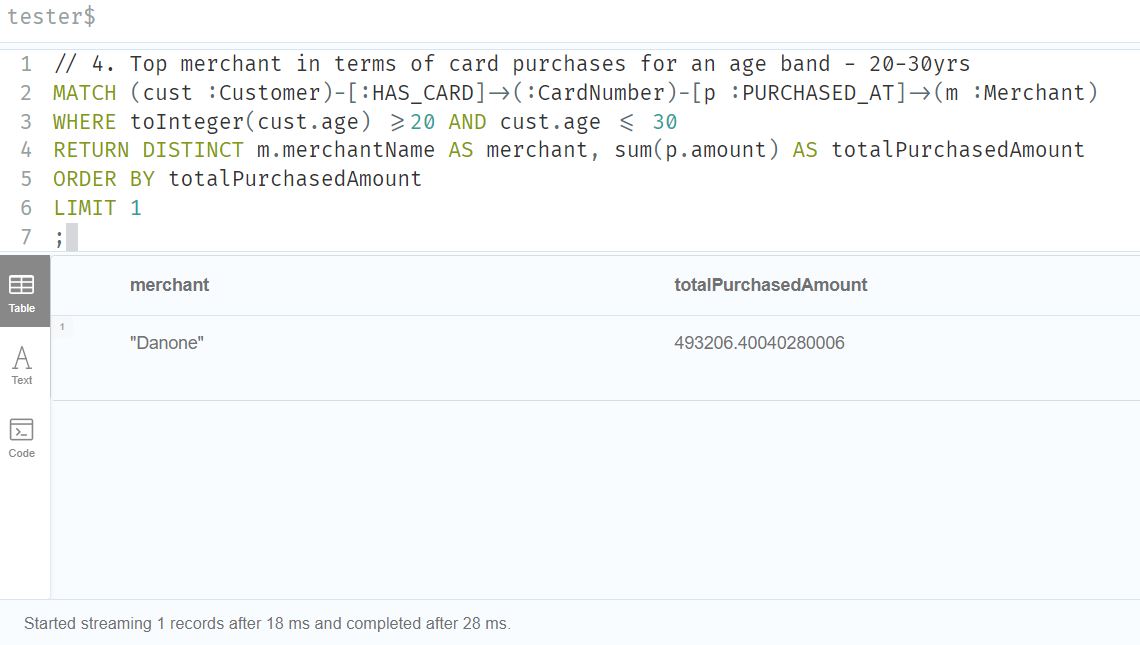 tester$
1 // 4. Top merchant in terms of card purchases for an age band - 20-30yrs
2 MATCH (cust :Customer)-[:HAS_CARD]->(:CardNumber)-[p :PURCHASED_AT]->(m :Merchant)
3 WHERE toInteger(cust.age) >=20 AND cust.age <= 30
4 RETURN DISTINCT m.merchantName AS merchant, sum(p.amount) AS totalPurchasedAmount
5 ORDER BY totalPurchasedAmount
6 LIMIT 1
7 ;
Table
Text
Code
merchant totalPurchasedAmount
1
"Danone" 493206.40040280006
Started streaming 1 records after 18 ms and completed after 28 ms.